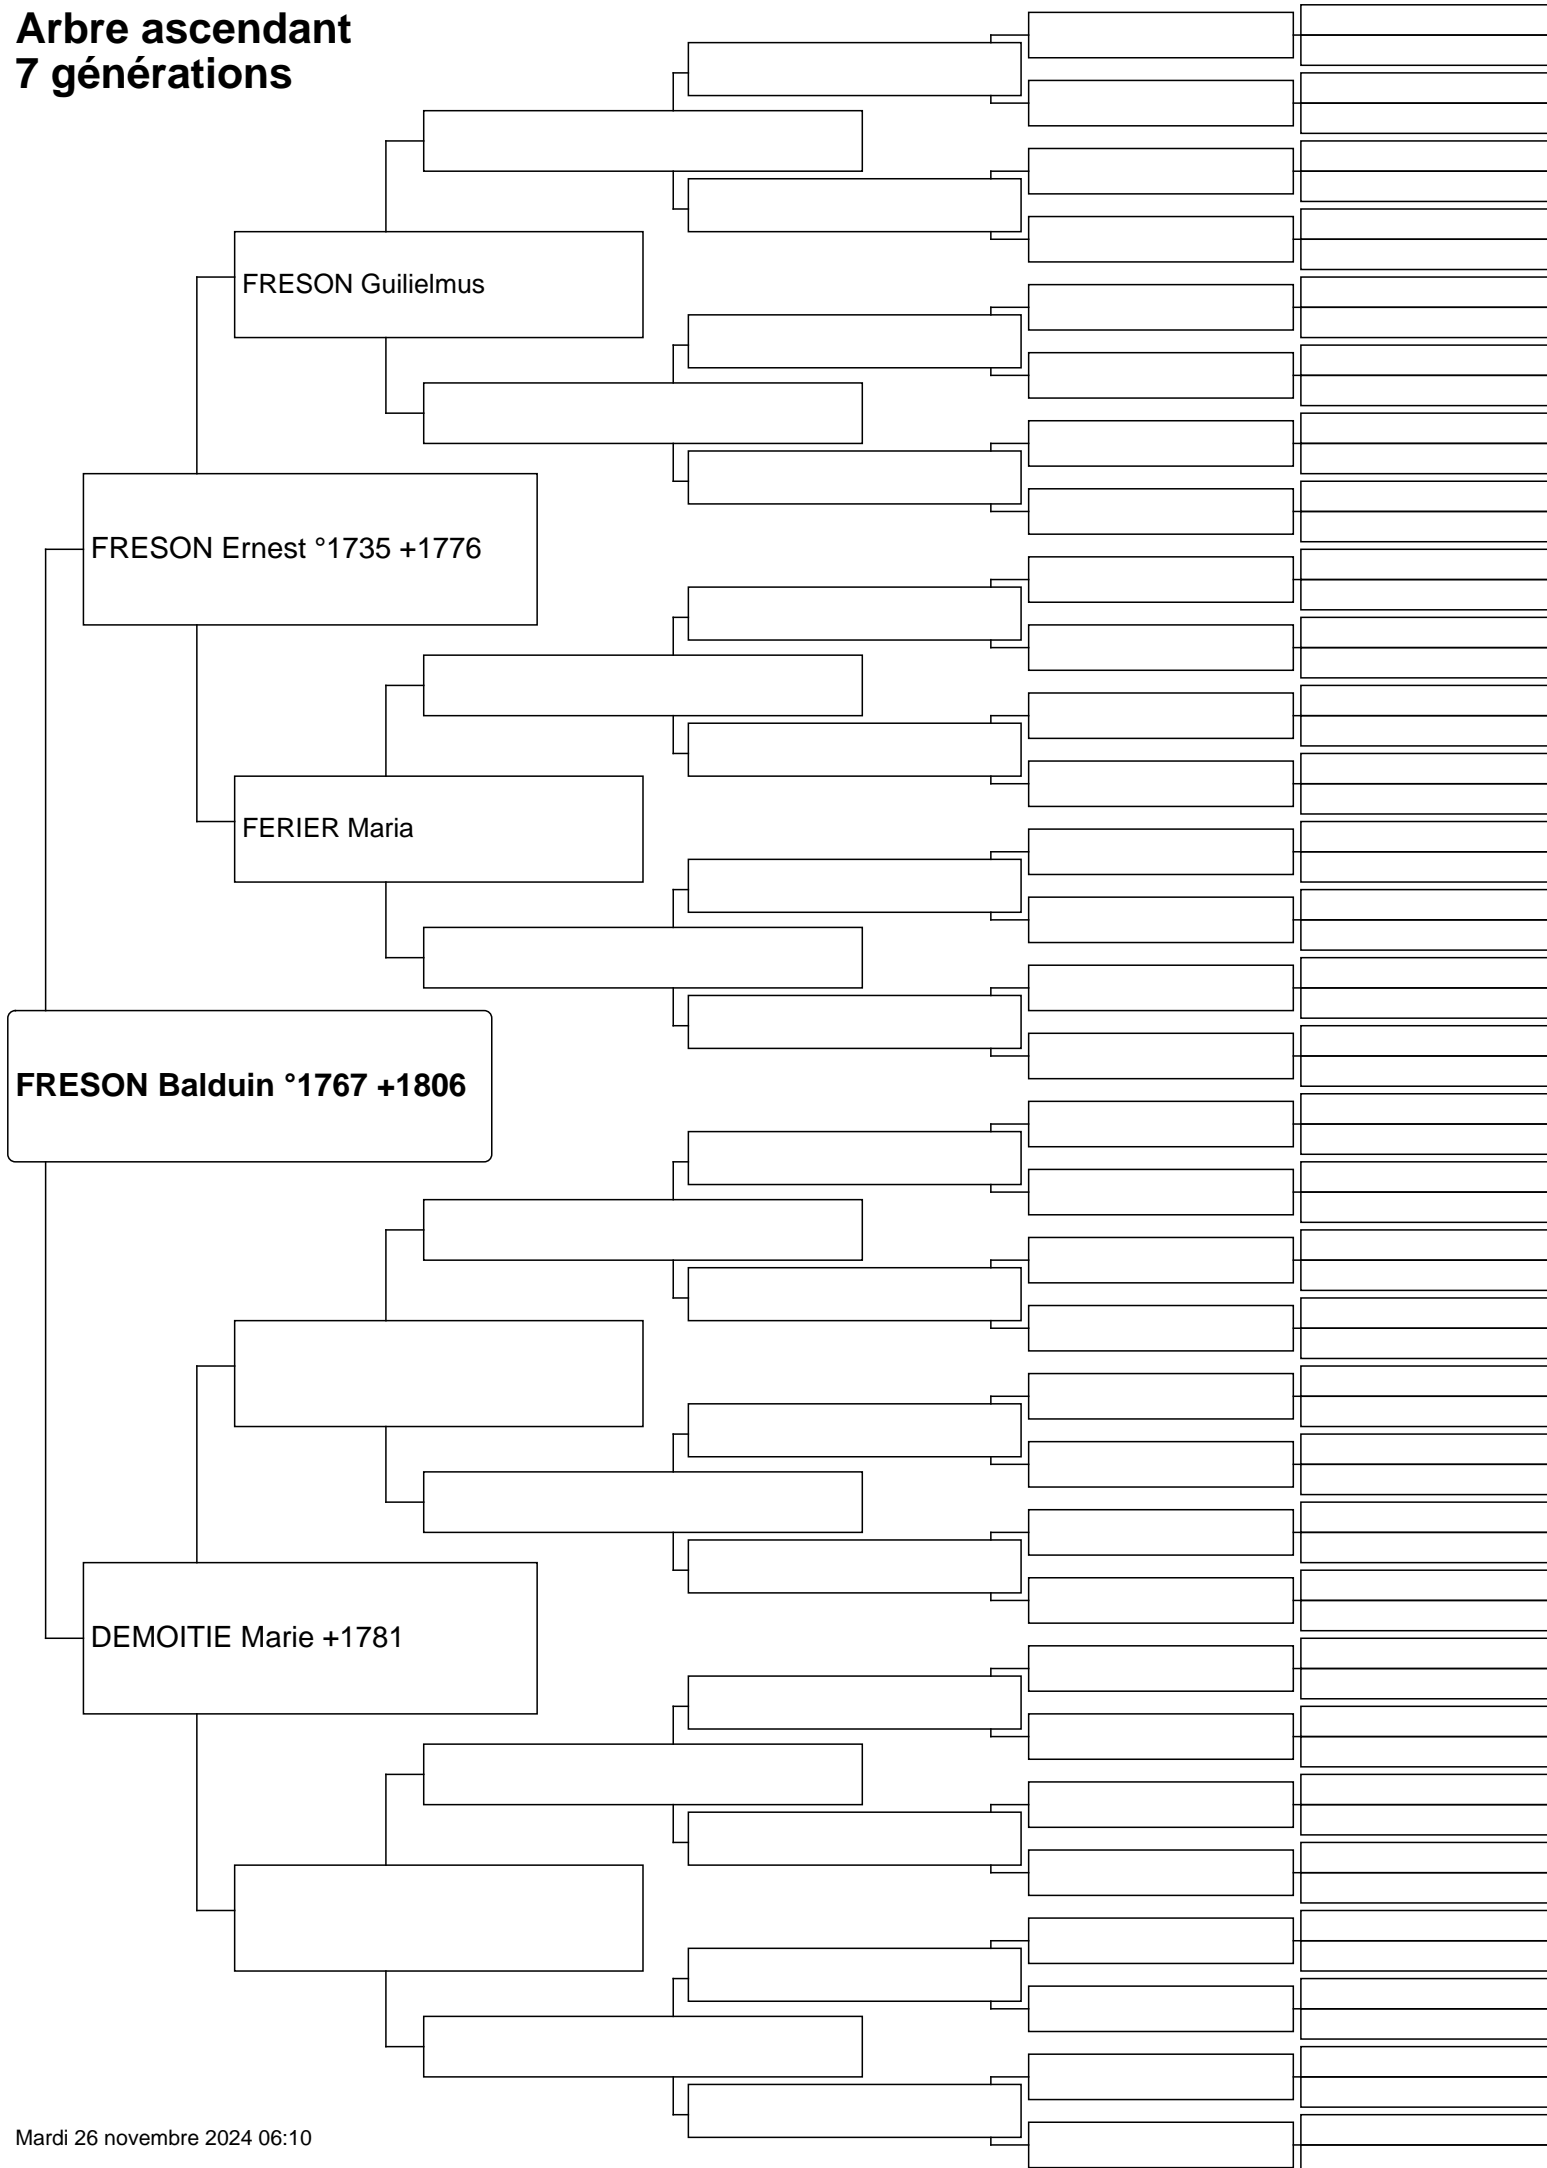 Arbre ascendant
7 générations
FRESON Guilielmus
FRESON Ernest °1735 +1776
FERIER Maria
FRESON Balduin °1767 +1806
DEMOITIE Marie +1781
Mardi 26 novembre 2024 06:10